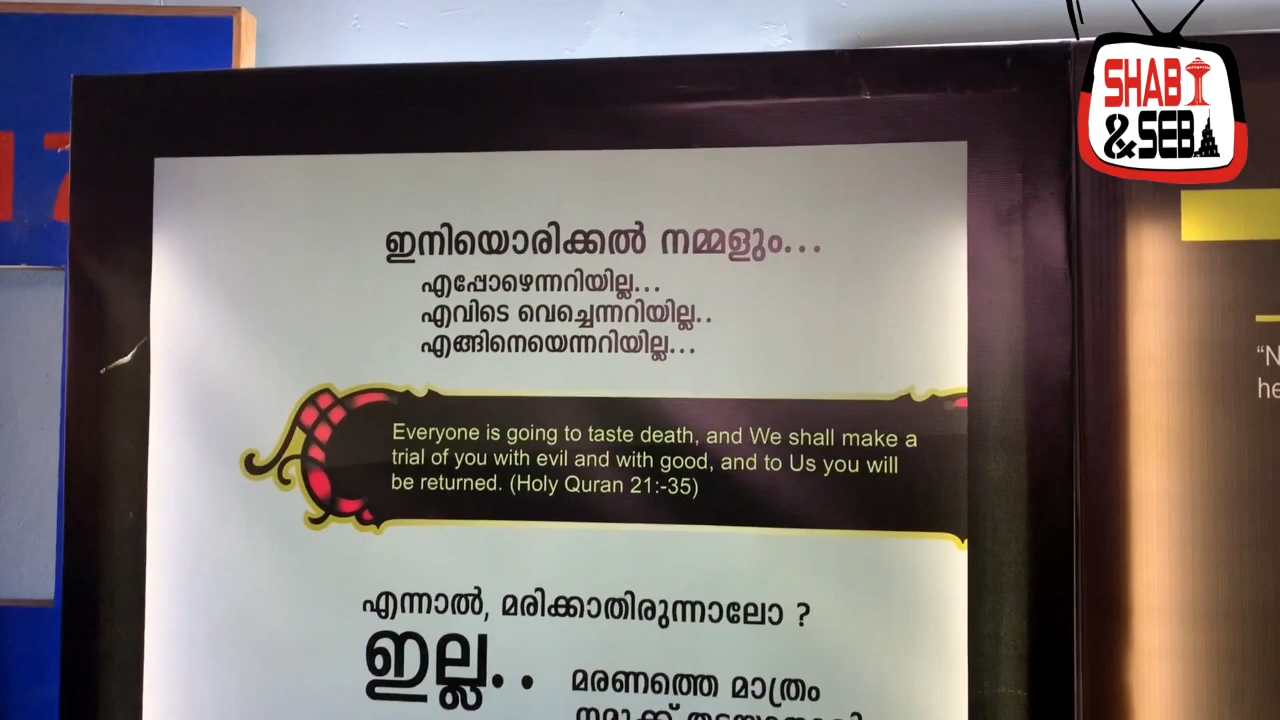 SHAB
&SEB
ഇനിയൊരിക്കൽ നമ്മളും...
എപ്പോഴെന്നറിയില്ല...
എവിടെ വെച്ചെന്നറിയില്ല..
എങ്ങിനെയെന്നറിയില്ല...
Everyone is going to taste death, and We shall make a
trial of you with evil and with good, and to Us you will
be returned. (Holy Quran 21:-35)
എന്നാൽ, മരിക്കാതിരുന്നാലോ ?
ഇല്ല.. മരണത്തെ മാത്രം